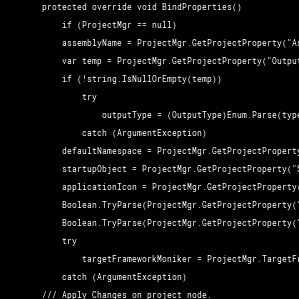 protected override void BindProperties()
if (ProjectMgr == null)
assemblyName = ProjectMgr.GetProjectProperty("As
var temp = ProjectMgr.GetProjectProperty("Output
if (!string.IsNullOrEmpty(temp))
try
outputType = (OutputType)Enum.Parse(type
catch (ArgumentException)
defaultNamespace = ProjectMgr.GetProjectProperty
startupObject = ProjectMgr.GetProjectProperty("S
applicationIcon = ProjectMgr.GetProjectProperty(
Boolean.TryParse(ProjectMgr.GetProjectProperty("
Boolean.TryParse(ProjectMgr.GetProjectProperty("
try
targetFrameworkMoniker = ProjectMgr.TargetFr
catch (ArgumentException)
/// Apply Changes on project node.